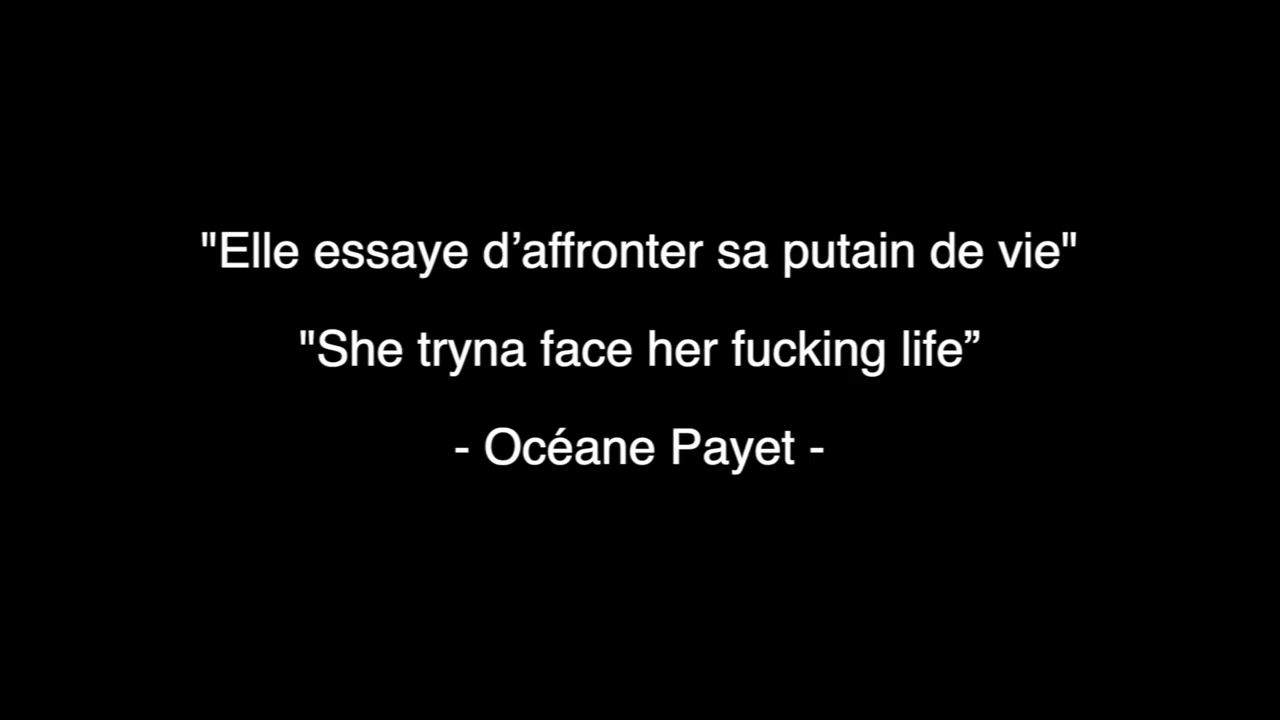 "Elle essaye d’affronter sa putain de vie"
"She tryna face her fucking life”
- Océane Payet -